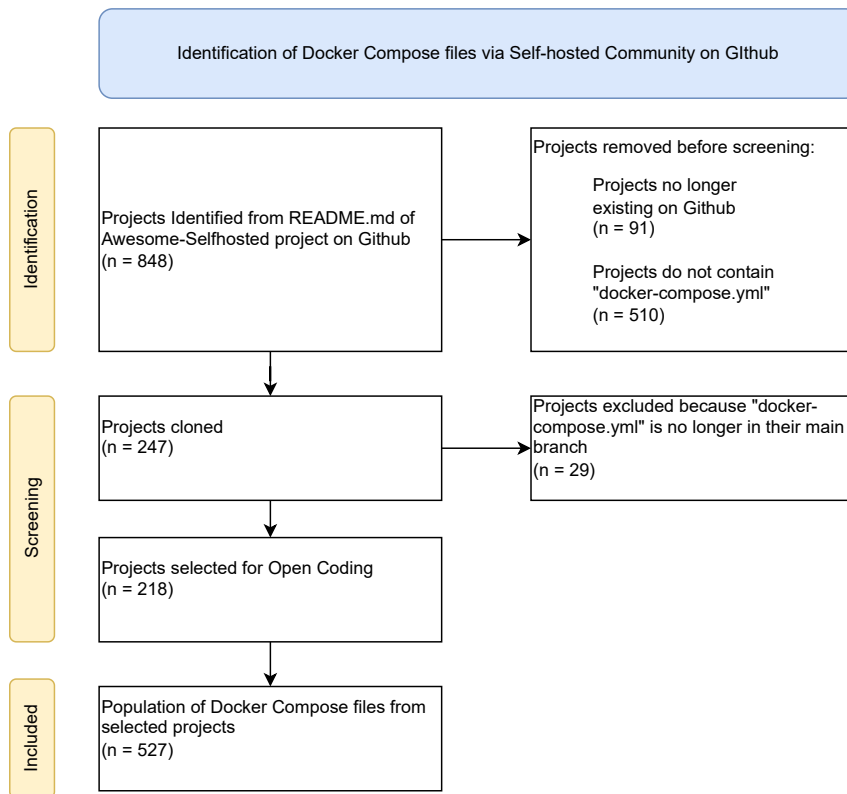 Identification of Docker Compose files via Self-hosted Community on GIthub
Identification
Projects Identified from README.md of
Awesome-Selfhosted project on Github
(n = 848)
Projects removed before screening:
Projects no longer
existing on Github
(n = 91)
Projects do not contain
"docker-compose.yml"
(n = 510)
Screening
Projects cloned
(n = 247)
Projects excluded because "docker-
compose.yml" is no longer in their main
branch
(n = 29)
Projects selected for Open Coding
(n = 218)
Included
Population of Docker Compose files from
selected projects
(n = 527)